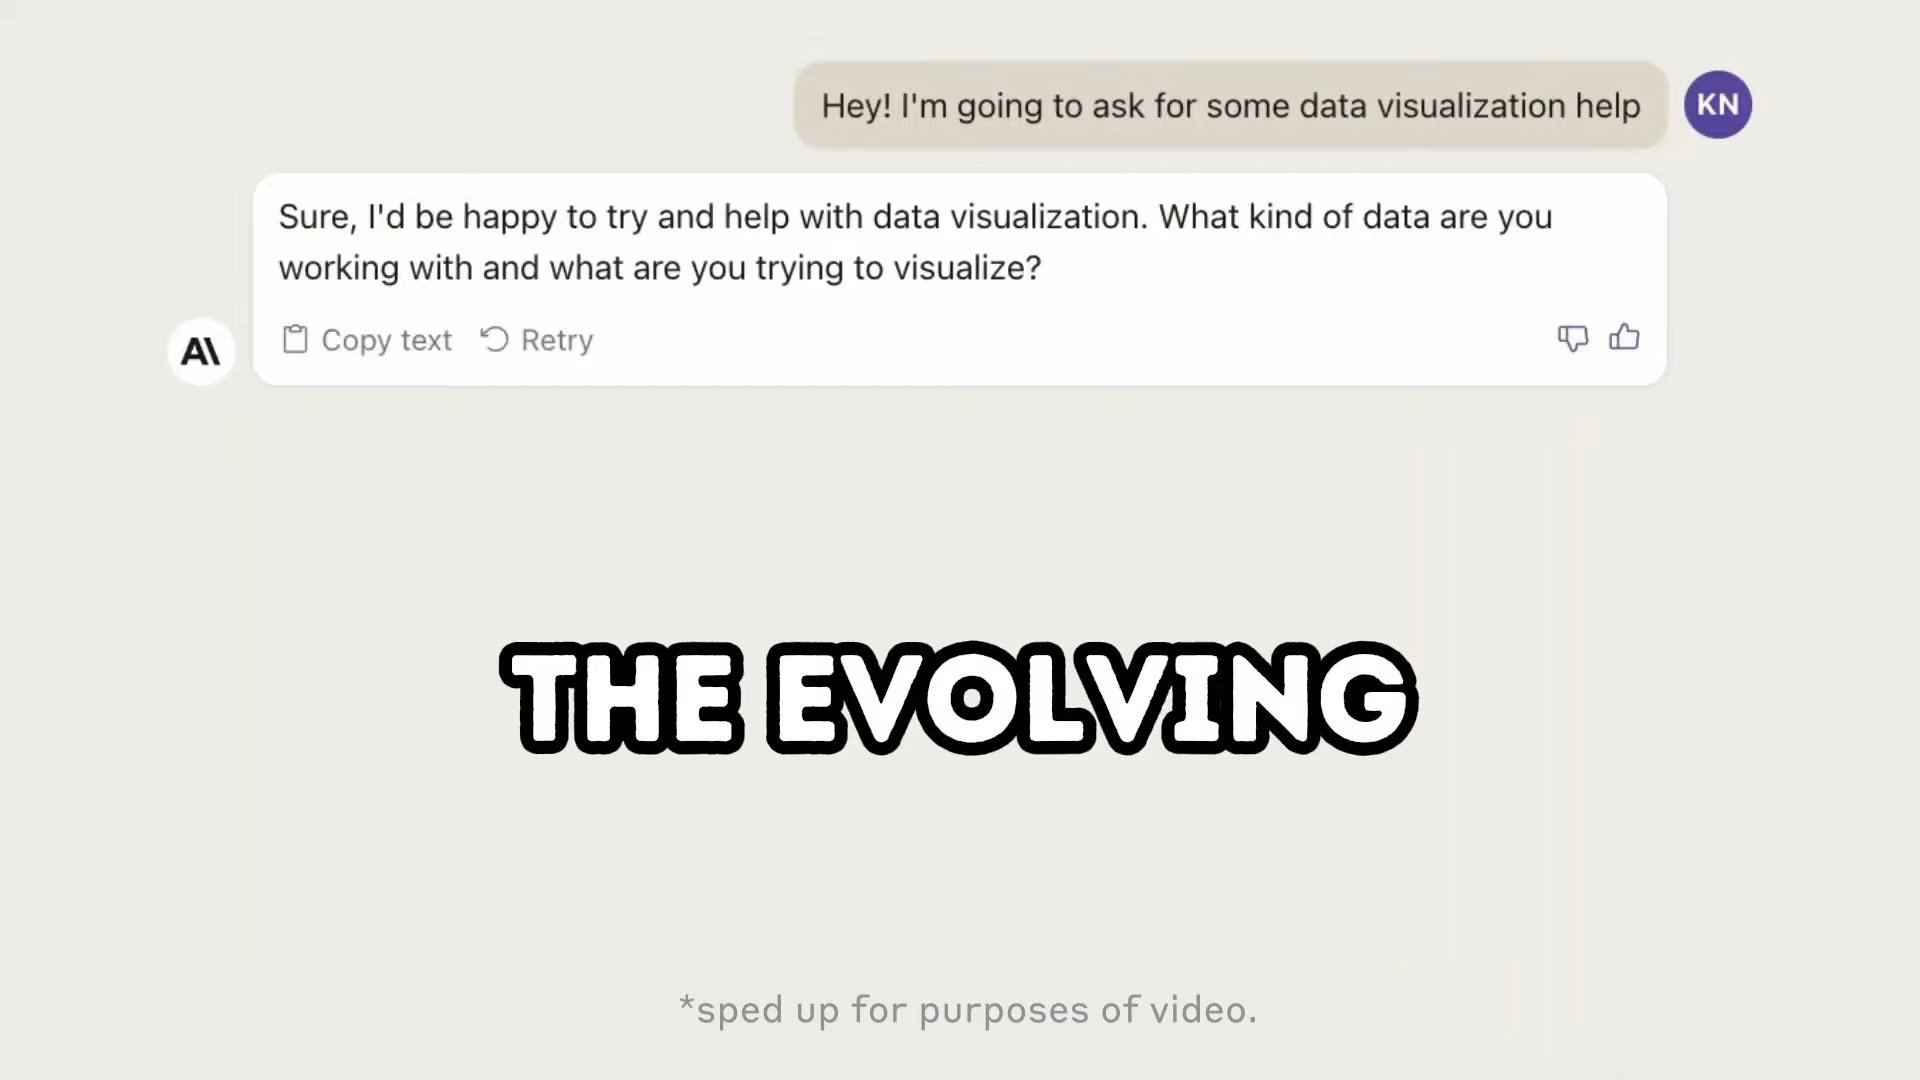 Hey! I'm going to ask for some data visualization help
KN
Sure, I'd be happy to try and help with data visualization. What kind of data are you
working with and what are you trying to visualize?
Copy text Retry
A\
THE EVOLVING
*sped up for purposes of video.